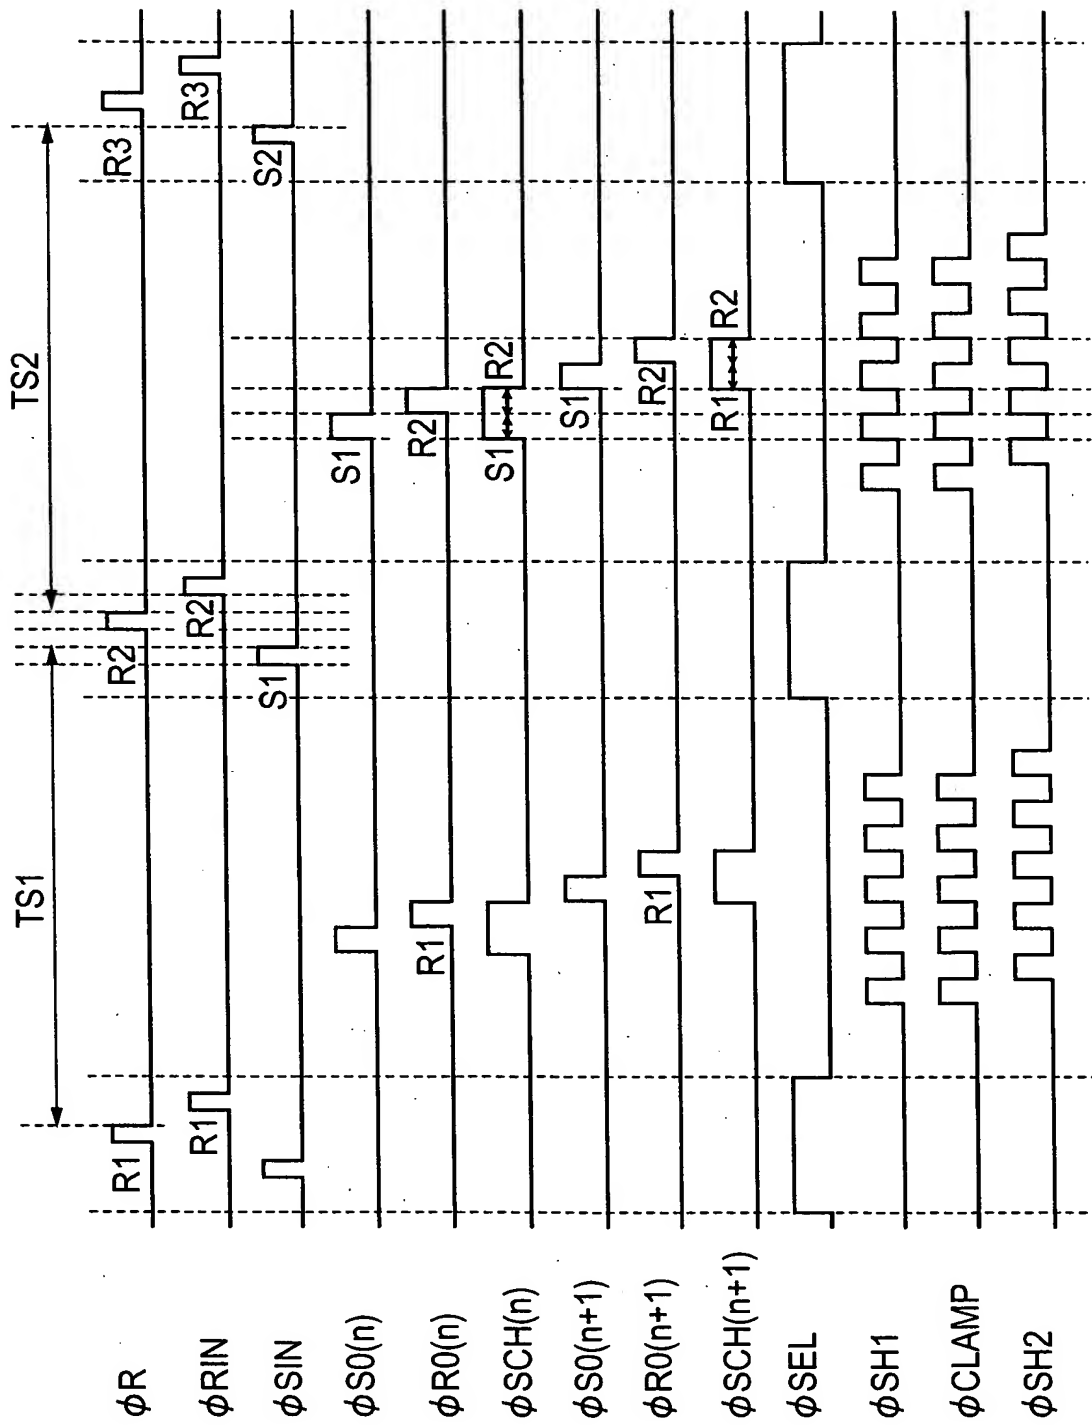 TS1 TS2
φR R1 R2 R3
φRIN R1 R2 R3
φSIN S1 S2
φS0(n) S1
φR0(n) R1 R2
φSCH(n) S1 R2
φS0(n+1) S1
φR0(n+1) R1 R2
φSCH(n+1) R1 R2
φSEL
φSH1
φCLAMP
φSH2